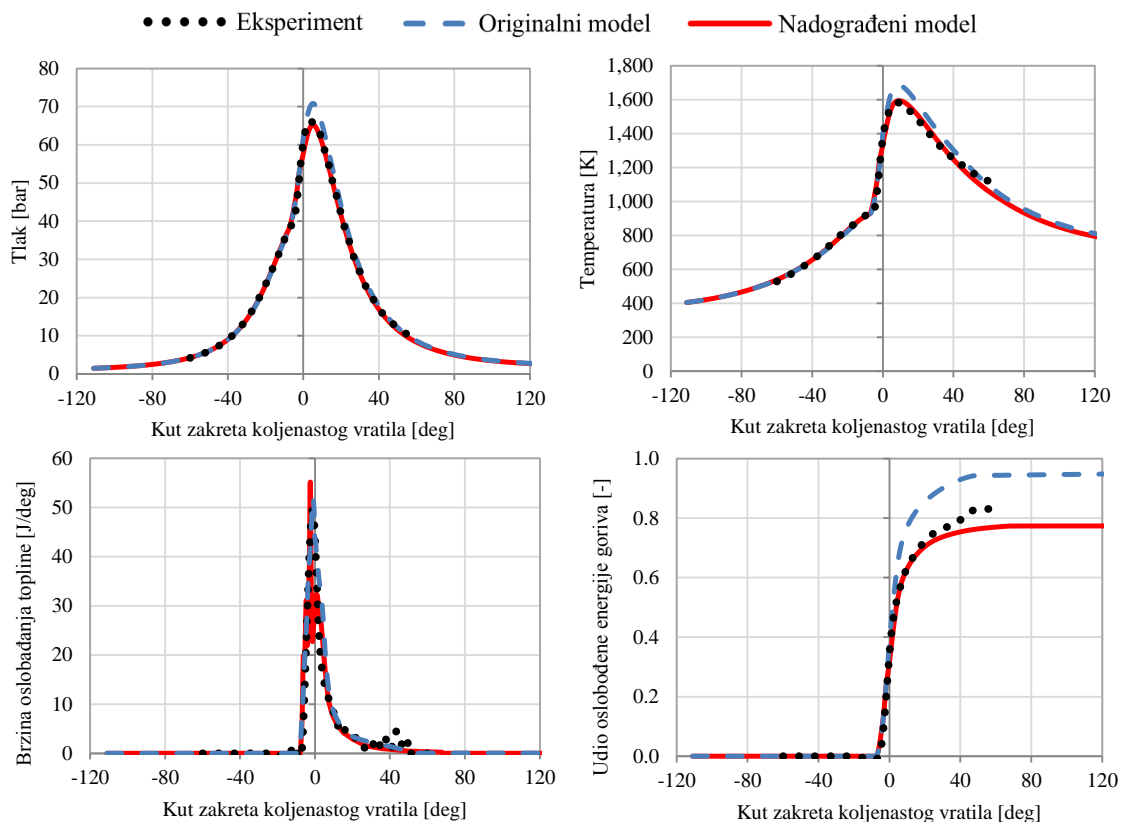 Eksperiment Originalni model Nadograđeni model
Tlak [bar]
80
70
60
50
40
30
20
10
0
-120 -80 -40 0 40 80 120
Kut zakreta koljenastog vratila [deg]
Temperatura [K]
1,800
1,600
1,400
1,200
1,000
800
600
400
200
0
-120 -80 -40 0 40 80 120
Kut zakreta koljenastog vratila [deg]
Brzina oslobađanja topline [J/deg]
60
50
40
30
20
10
0
-120 -80 -40 0 40 80 120
Kut zakreta koljenastog vratila [deg]
Udio oslobođene energije goriva [-]
1.0
0.8
0.6
0.4
0.2
0.0
-120 -80 -40 0 40 80 120
Kut zakreta koljenastog vratila [deg]